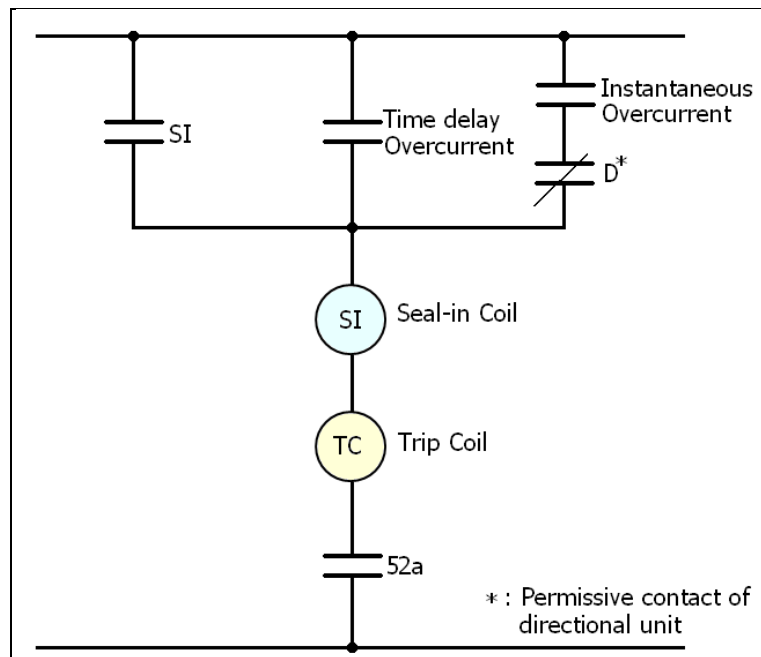 Instantaneous
Overcurrent
SI
Time delay
Overcurrent
D*
SI
Seal-in Coil
TC
Trip Coil
52a
* : Permissive contact of
directional unit